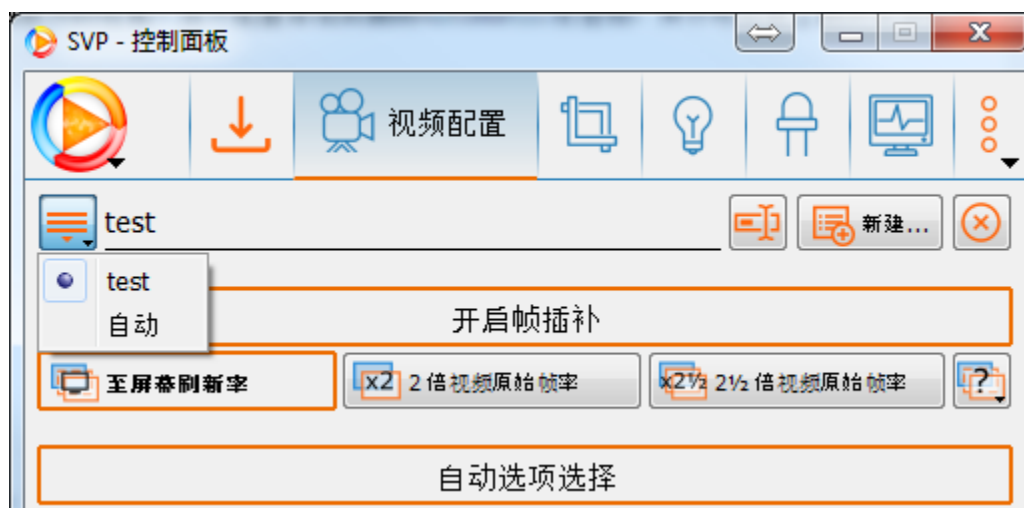 SVP - 控制面板
视频配置
test
新建...
test
自动
开启帧插补
至屏幕刷新率
x2 2 倍视频原始帧率
x2½ 2½ 倍视频原始帧率
?
自动选项选择